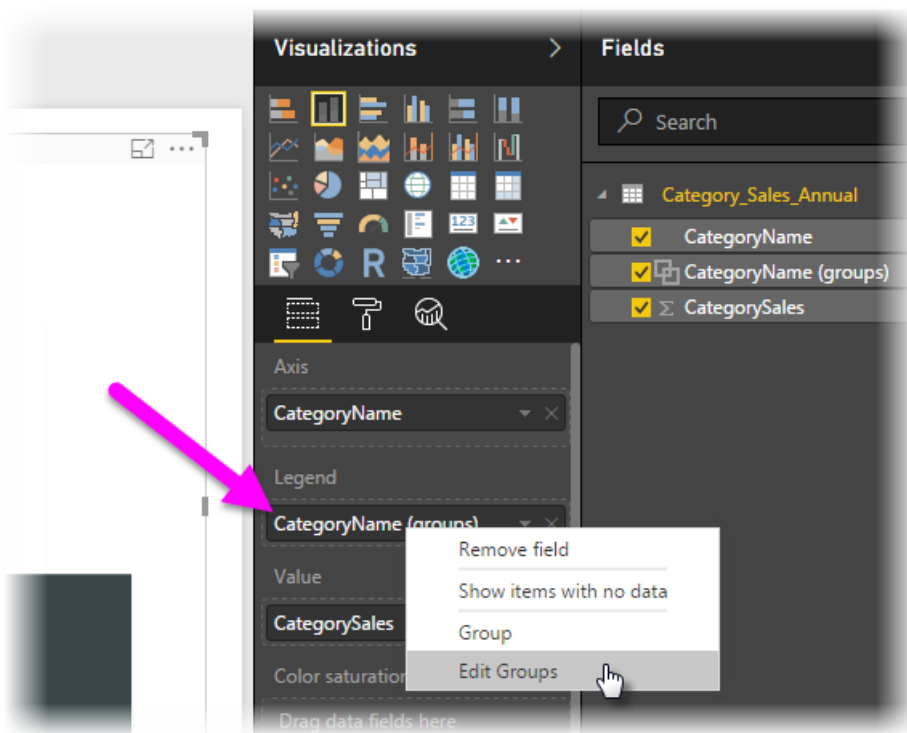 Visualizations
Fields
Search
123
R
Category_Sales_Annual
CategoryName
CategoryName (groups)
CategorySales
Axis
CategoryName
Legend
CategoryName (groups)
Value
CategorySales
Color saturation
Drag data fields here
Remove field
Show items with no data
Group
Edit Groups